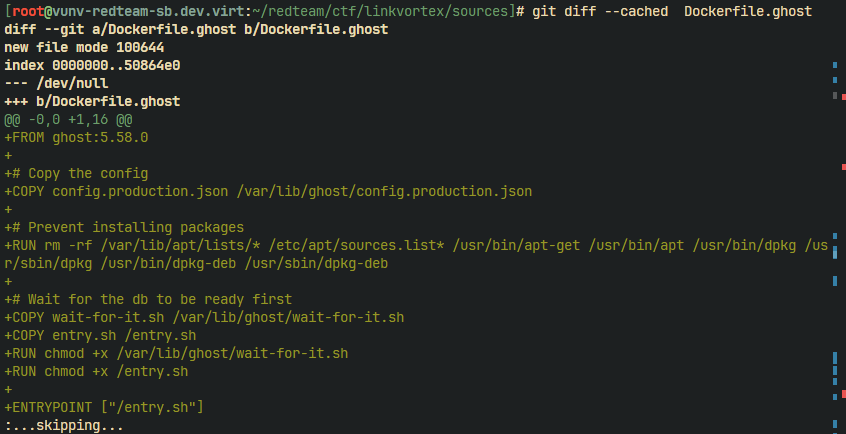 [root@vunv-redteam-sb.dev.virt:~/redteam/ctf/linkvortex/sources]# git diff --cached  Dockerfile.ghost
diff --git a/Dockerfile.ghost b/Dockerfile.ghost
new file mode 100644
index 0000000..50864e0
--- /dev/null
+++ b/Dockerfile.ghost
@@ -0,0 +1,16 @@
+FROM ghost:5.58.0
+
+# Copy the config
+COPY config.production.json /var/lib/ghost/config.production.json
+
+# Prevent installing packages
+RUN rm -rf /var/lib/apt/lists/* /etc/apt/sources.list* /usr/bin/apt-get /usr/bin/apt /usr/bin/dpkg /us
r/sbin/dpkg /usr/bin/dpkg-deb /usr/sbin/dpkg-deb
+
+# Wait for the db to be ready first
+COPY wait-for-it.sh /var/lib/ghost/wait-for-it.sh
+COPY entry.sh /entry.sh
+RUN chmod +x /var/lib/ghost/wait-for-it.sh
+RUN chmod +x /entry.sh
+
+ENTRYPOINT ["/entry.sh"]
:...skipping...